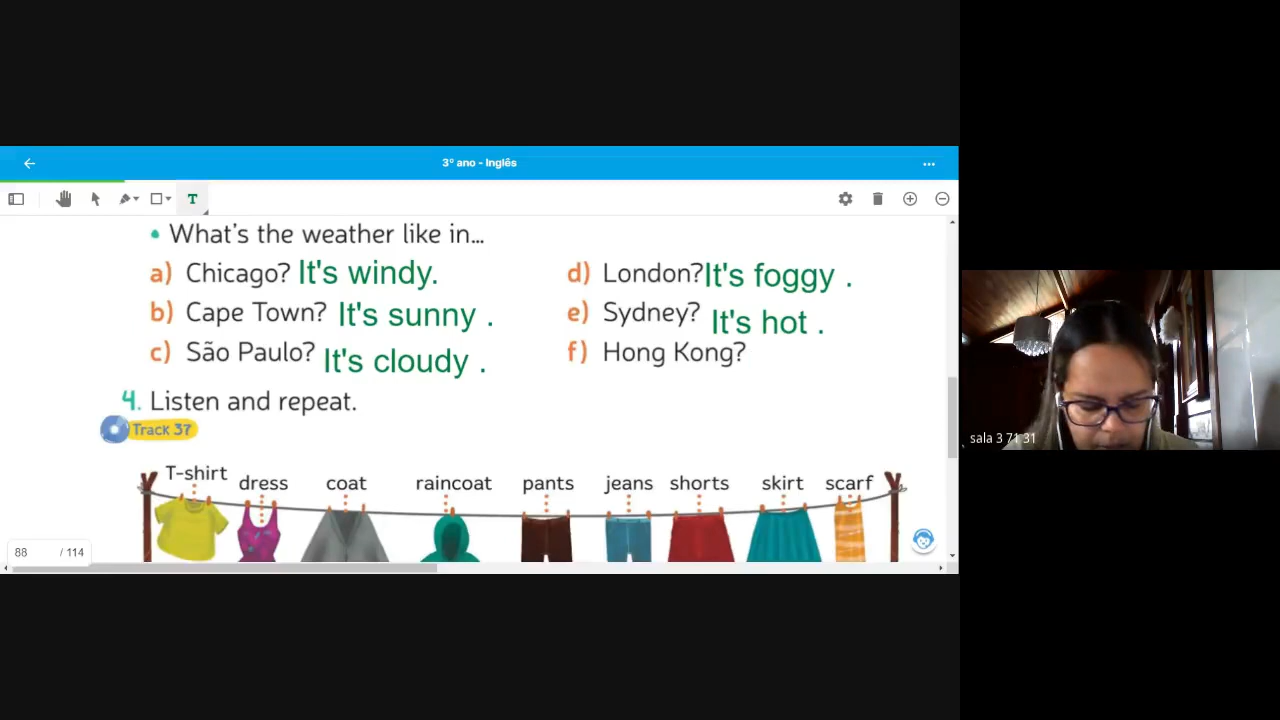 3º ano - Inglês
What's the weather like in...
a) Chicago? It's windy.
b) Cape Town? It's sunny .
c) São Paulo? It's cloudy .
d) London? It's foggy .
e) Sydney? It's hot .
f) Hong Kong?
4. Listen and repeat.
Track 37
T-shirt dress coat raincoat pants jeans shorts skirt scarf
88 / 114
T
sala 3 71 31